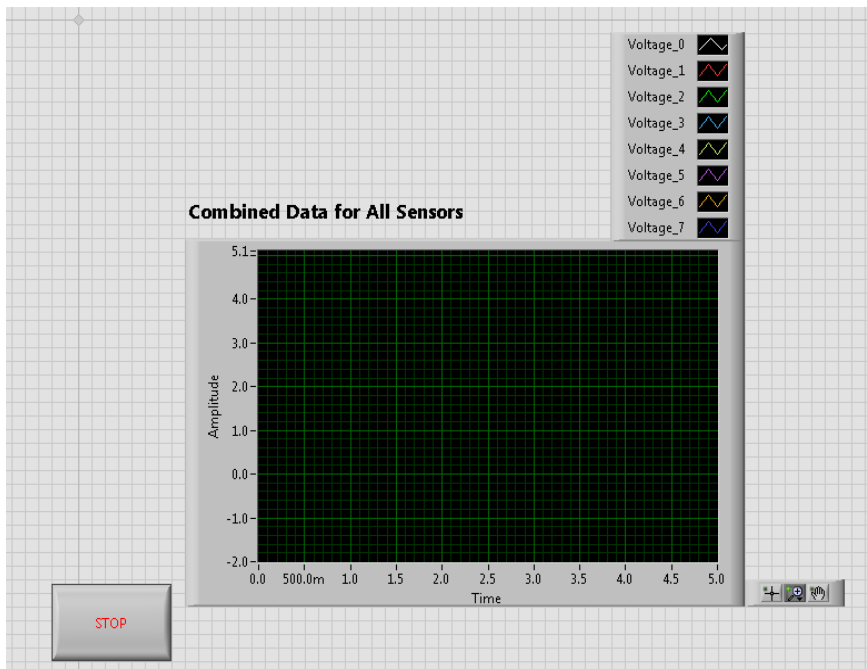 Voltage_0
Voltage_1
Voltage_2
Voltage_3
Voltage_4
Voltage_5
Voltage_6
Voltage_7
Combined Data for All Sensors
5.1
4.0
3.0
2.0
1.0
0.0
-1.0
-2.0
Amplitude
0.0 500.0m 1.0 1.5 2.0 2.5 3.0 3.5 4.0 4.5 5.0
Time
STOP